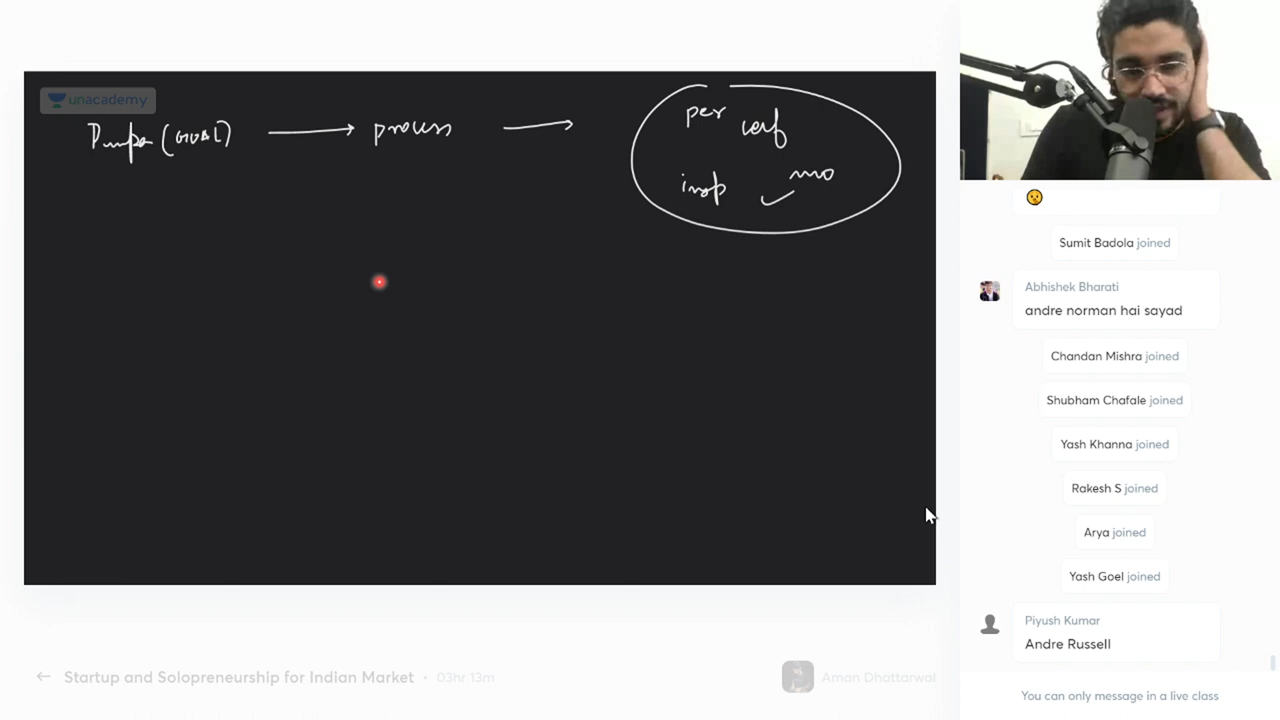 unacademy
(GOAL) process
per conf
insp mo
Sumit Badola joined
Abhishek Bharati
andre norman hai sayad
Chandan Mishra joined
Shubham Chafale joined
Yash Khanna joined
Rakesh S joined
Arya joined
Yash Goel joined
Piyush Kumar
Andre Russell
Startup and Solopreneurship for Indian Market • 03hr 13m
Aman Dhattarwal
You can only message in a live class